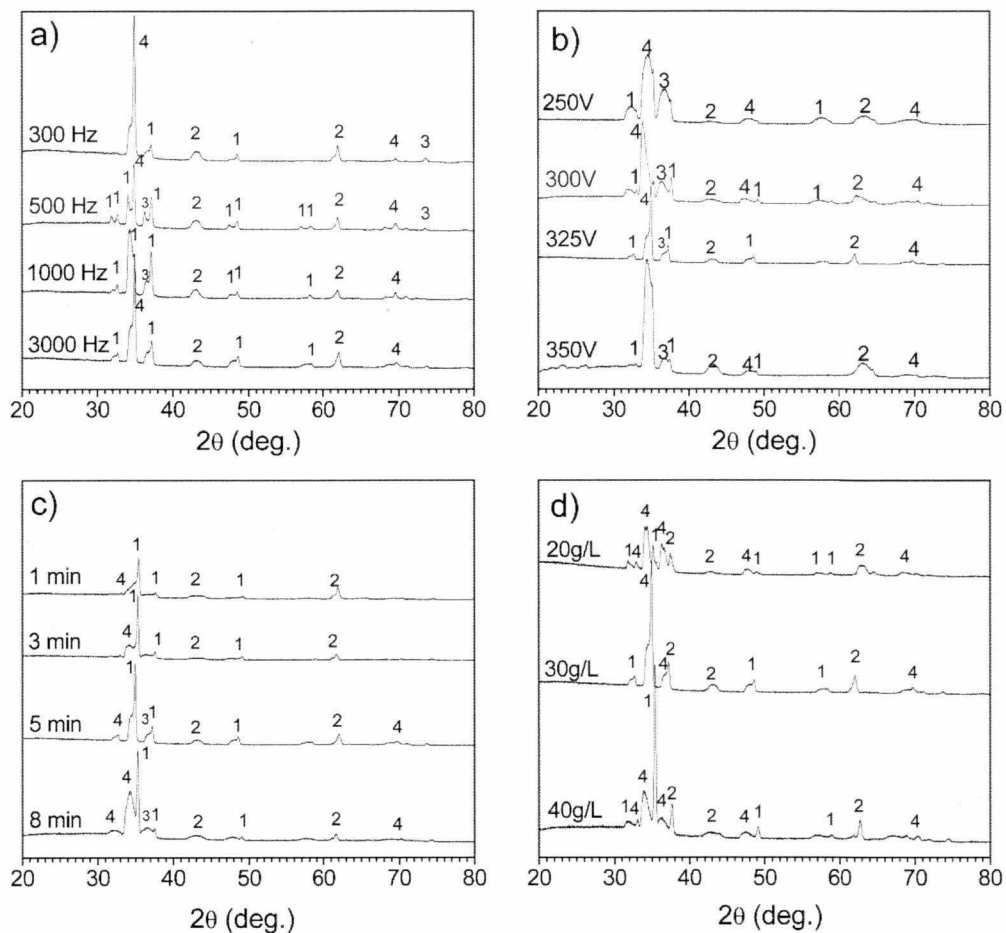 a)
4
300 Hz 1 2 1 2 4 3
4
500 Hz 11 1 3 1 2 1 1 11 2 4 3
1000 Hz 1 1 3 1 2 1 1 1 2 4
3000 Hz 1 4 1 2 1 1 2 4
20 30 40 50 60 70 80
2θ (deg.)
b)
250V 1 4 3 2 4 1 2 4
300V 4 1 3 1 2 4 1 1 2 4
325V 1 4 3 1 2 1 2 4
350V 1 3 1 2 4 1 2 4
20 30 40 50 60 70 80
2θ (deg.)
c)
1 min 4 1 1 2 1 2
3 min 4 1 1 2 1 2
5 min 4 1 3 1 2 1 2 4
8 min 4 4 1 3 1 2 1 2 4
20 30 40 50 60 70 80
2θ (deg.)
d)
20g/L 1 4 4 1 4 2 2 4 1 1 1 2 4
30g/L 1 4 4 2 2 1 1 2 4
40g/L 1 4 4 1 4 2 2 4 1 1 2 4
20 30 40 50 60 70 80
2θ (deg.)